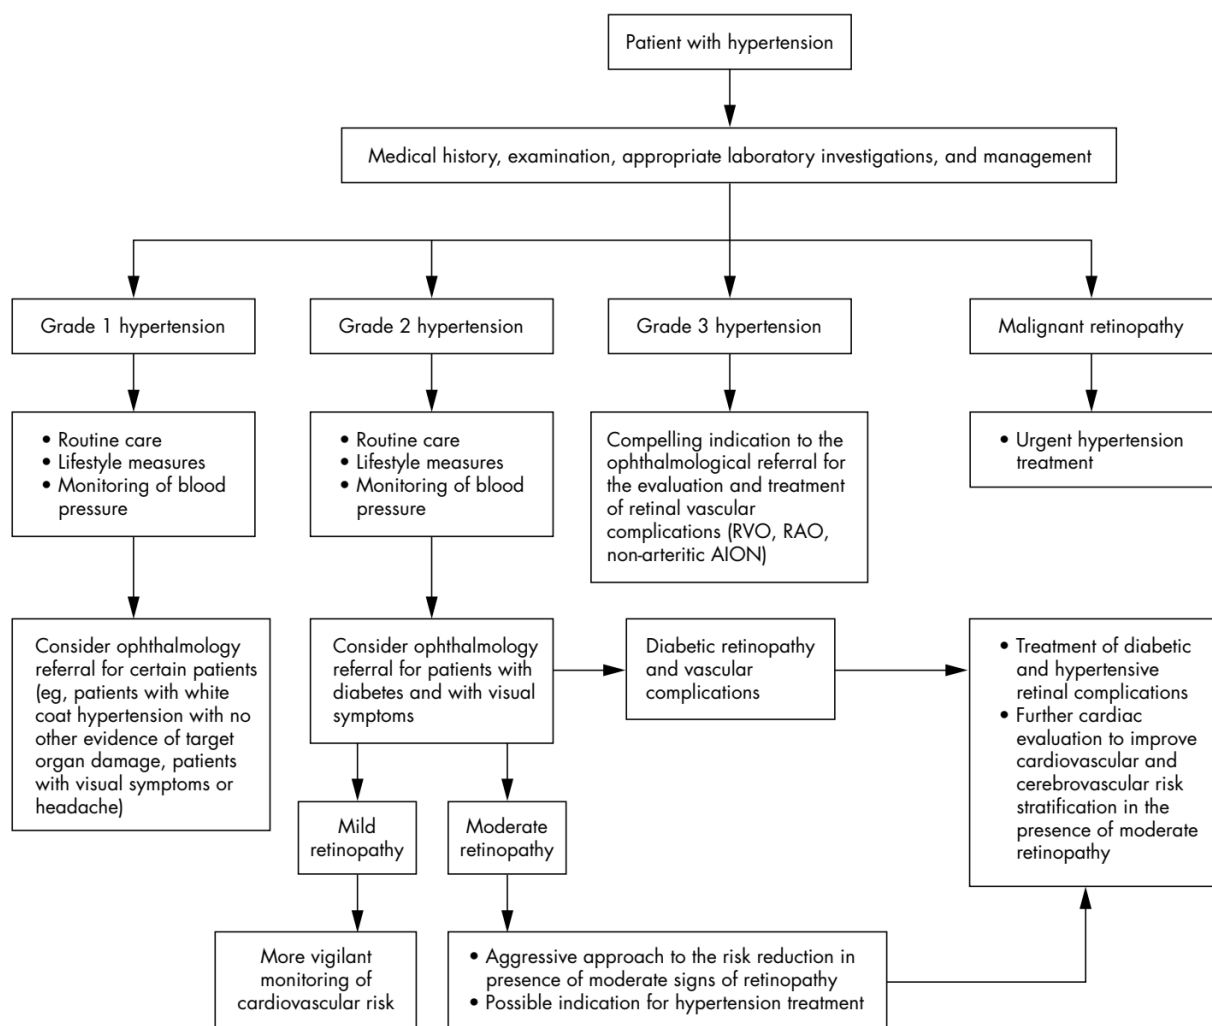 Patient with hypertension
Medical history, examination, appropriate laboratory investigations, and management
Grade 1 hypertension
Grade 2 hypertension
Grade 3 hypertension
Malignant retinopathy
• Routine care
• Lifestyle measures
• Monitoring of blood
pressure
• Routine care
• Lifestyle measures
• Monitoring of blood
pressure
Compelling indication to the
ophthalmological referral for
the evaluation and treatment
of retinal vascular
complications (RVO, RAO,
non-arteritic AION)
• Urgent hypertension
treatment
Consider ophthalmology
referral for certain patients
(eg, patients with white
coat hypertension with no
other evidence of target
organ damage, patients
with visual symptoms or
headache)
Consider ophthalmology
referral for patients with
diabetes and with visual
symptoms
Diabetic retinopathy
and vascular
complications
• Treatment of diabetic
and hypertensive
retinal complications
• Further cardiac
evaluation to improve
cardiovascular and
cerebrovascular risk
stratification in the
presence of moderate
retinopathy
Mild
retinopathy
Moderate
retinopathy
More vigilant
monitoring of
cardiovascular risk
• Aggressive approach to the risk reduction in
presence of moderate signs of retinopathy
• Possible indication for hypertension treatment